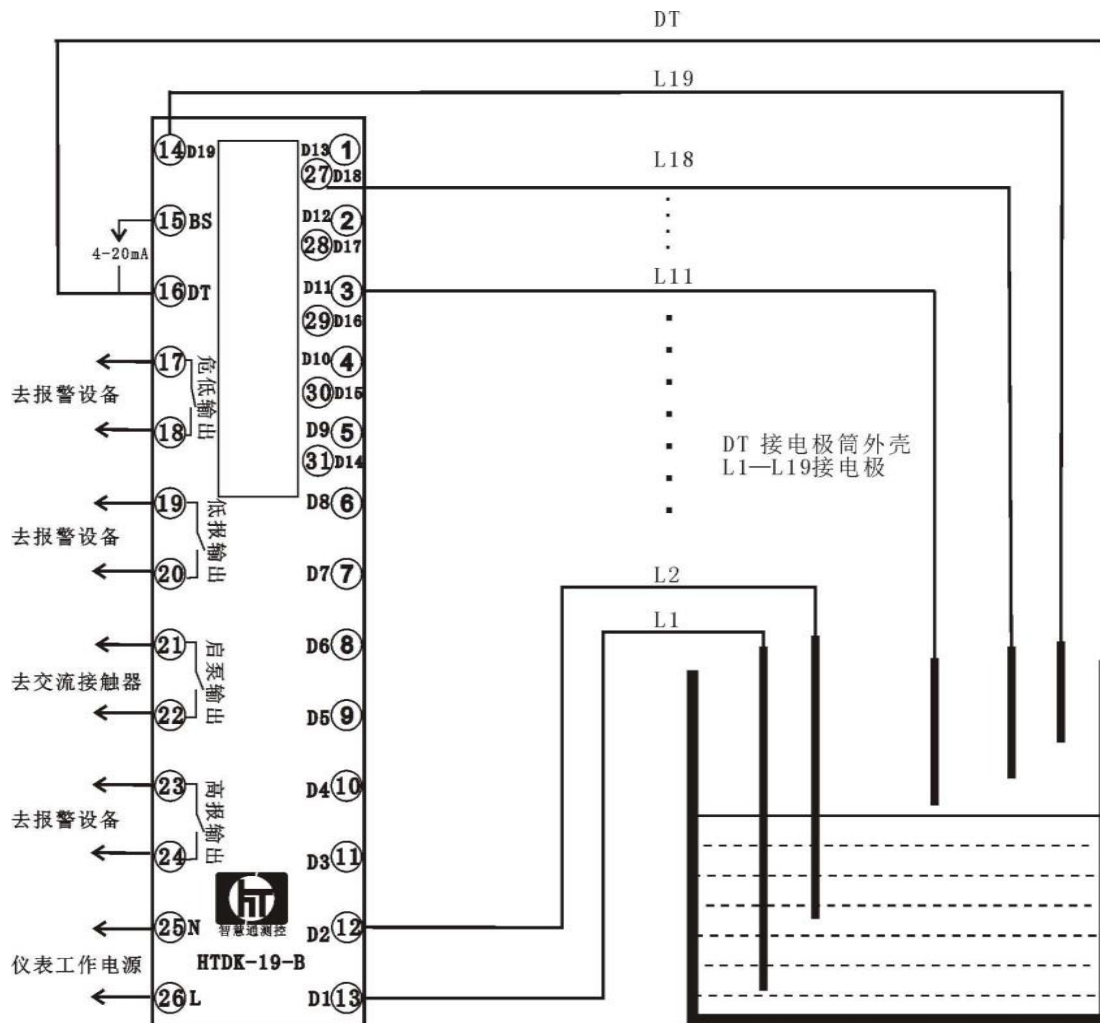 DT
L19
⑭ D19
D13 ①
㉗ D18
L18
⑮ BS
D12 ②
㉘ D17
4-20mA
L11
⑯ DT
D11 ③
㉙ D16
⑰
危低输出
D10 ④
去报警设备
㉚ D15
⑱
D9 ⑤
DT 接电极筒外壳
L1—L19接电极
㉛ D14
⑲
低报输出
D8 ⑥
去报警设备
⑳
D7 ⑦
L2
L1
㉑
启泵输出
D6 ⑧
去交流接触器
㉒
D5 ⑨
㉓
高报输出
D4 ⑩
去报警设备
㉔
D3 ⑪
HT
智慧通测控
㉕ N
D2 ⑫
仪表工作电源
HTDK-19-B
㉖ L
D1 ⑬